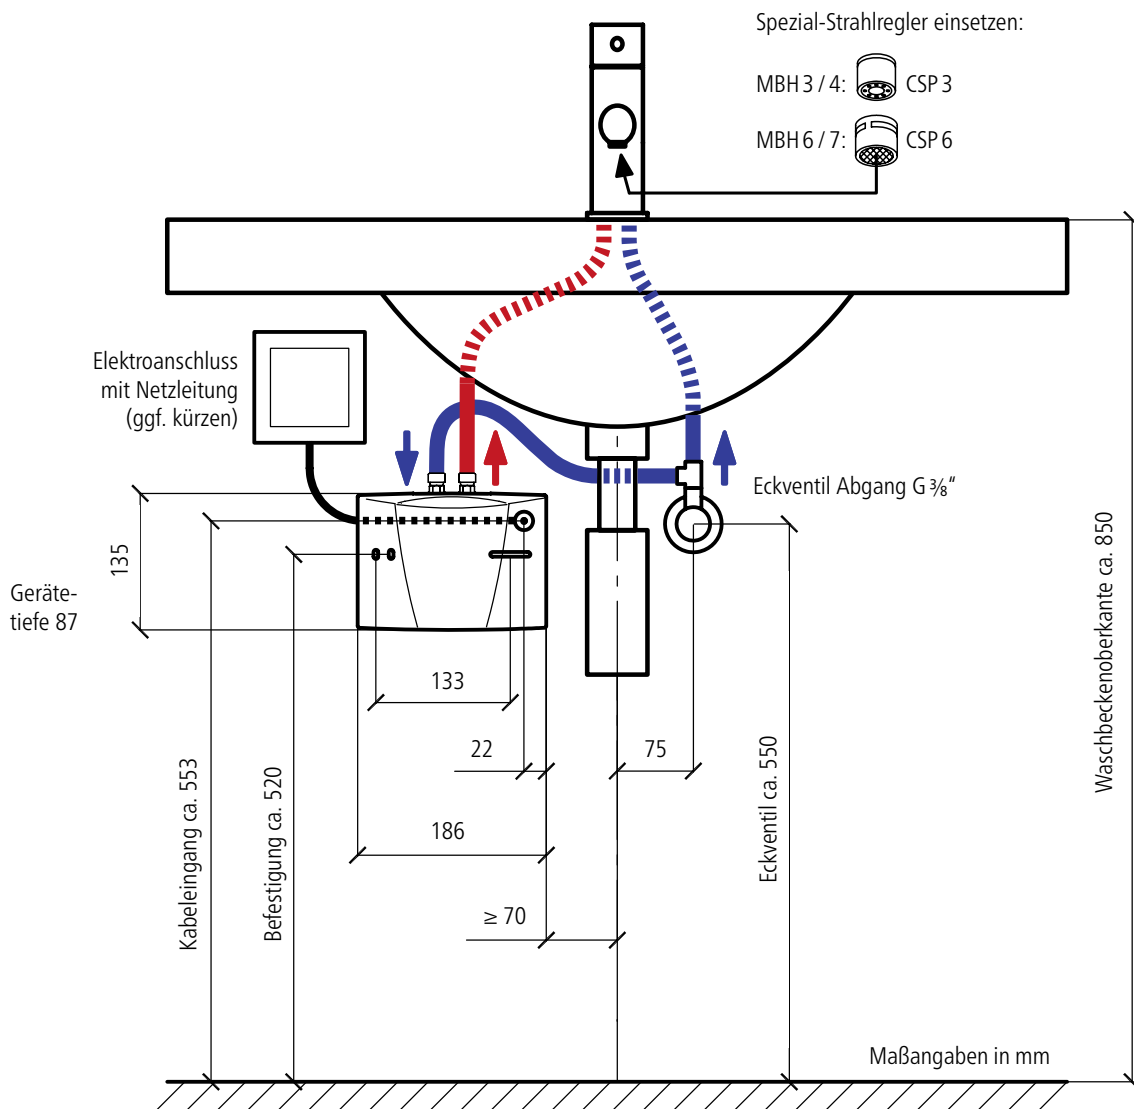 Spezial-Strahlregler einsetzen:
MBH 3 / 4: CSP 3
MBH 6 / 7: CSP 6
Elektroanschluss
mit Netzleitung
(ggf. kürzen)
Eckventil Abgang G ⅜“
135
Geräte-
tiefe 87
133
22
75
186
≥ 70
Kabeleingang ca. 553
Befestigung ca. 520
Eckventil ca. 550
Waschbeckenoberkante ca. 850
Maßangaben in mm